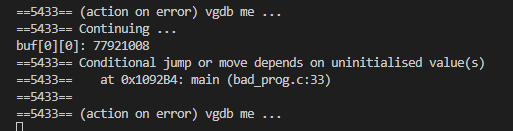 ==5433== (action on error) vgdb me ...
==5433== Continuing ...
buf[0][0]: 77921008
==5433== Conditional jump or move depends on uninitialised value(s)
==5433==    at 0x1092B4: main (bad_prog.c:33)
==5433==
==5433== (action on error) vgdb me ...